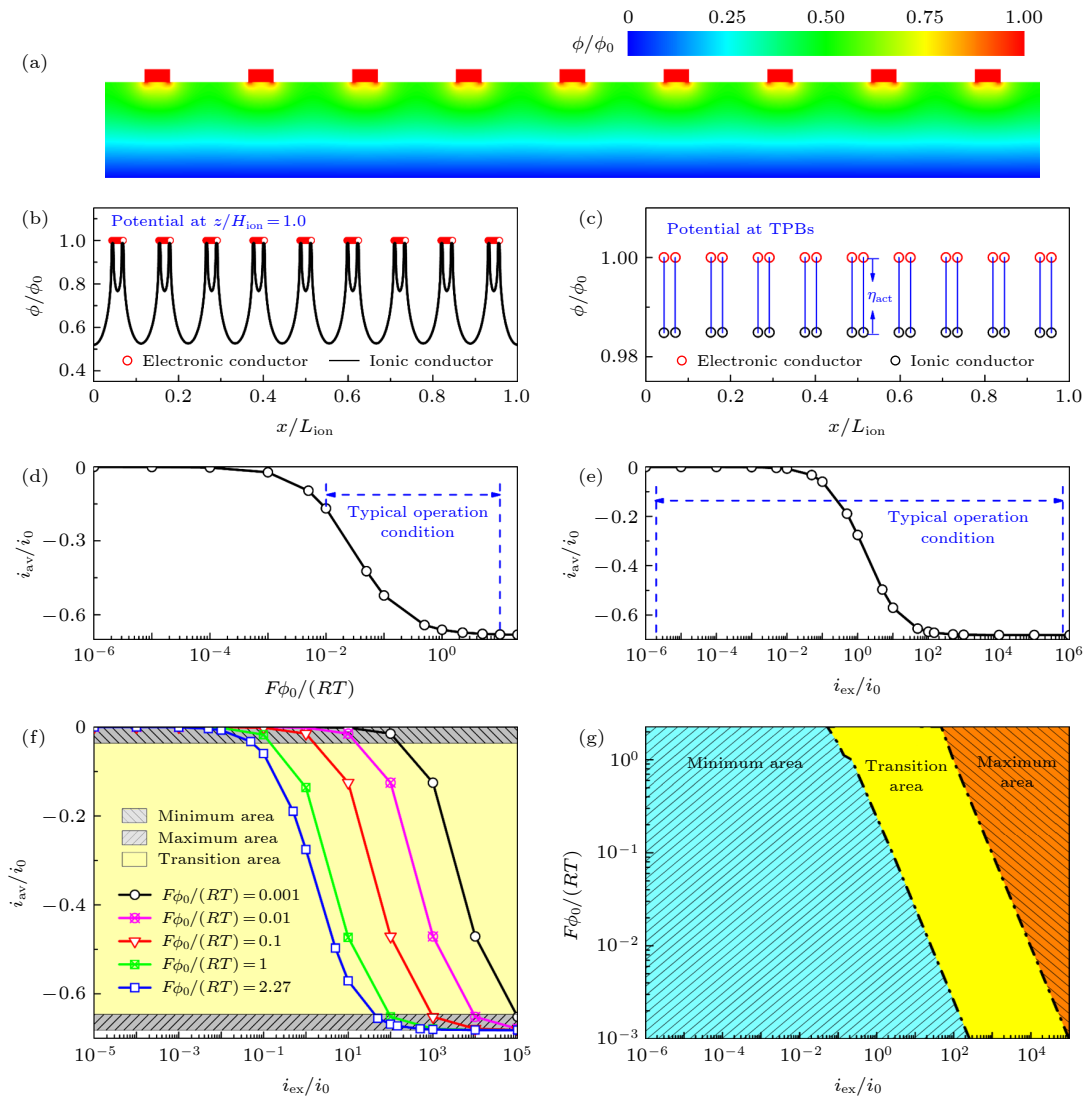 0 0.25 0.50 0.75 1.00
ϕ/ϕ0
(a)
(b)
Potential at z/Hion=1.0
1.0
0.8
0.6
0.4
ϕ/ϕ0
Electronic conductor
Ionic conductor
0 0.2 0.4 0.6 0.8 1.0
x/Lion
(c)
Potential at TPBs
1.00
0.98
ϕ/ϕ0
ηact
Electronic conductor
Ionic conductor
0 0.2 0.4 0.6 0.8 1.0
x/Lion
(d)
0
−0.3
−0.6
iav/i0
Typical operation
condition
10−6 10−4 10−2 100
Fϕ0/(RT)
(e)
0
−0.2
−0.4
−0.6
iav/i0
Typical operation
condition
10−6 10−4 10−2 100 102 104 106
iex/i0
(f)
0
−0.2
−0.4
−0.6
iav/i0
Minimum area
Maximum area
Transition area
Fϕ0/(RT)=0.001
Fϕ0/(RT)=0.01
Fϕ0/(RT)=0.1
Fϕ0/(RT)=1
Fϕ0/(RT)=2.27
10−5 10−3 10−1 101 103 105
iex/i0
(g)
100
10−1
10−2
10−3
Fϕ0/(RT)
Minimum area
Transition
area
Maximum
area
10−6 10−4 10−2 100 102 104
iex/i0